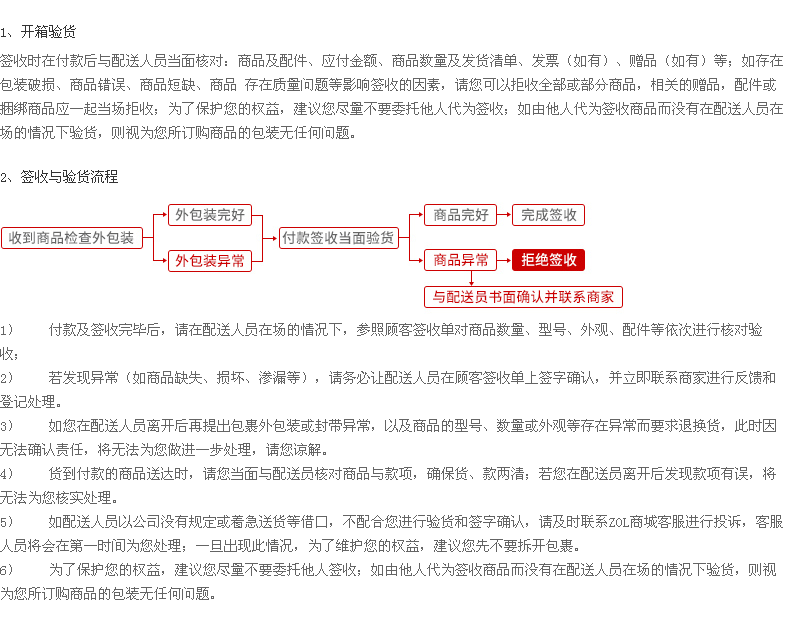 1、开箱验货
签收时在付款后与配送人员当面核对：商品及配件、应付金额、商品数量及发货清单、发票（如有）、赠品（如有）等；如存在
包装破损、商品错误、商品短缺、商品 存在质量问题等影响签收的因素，请您可以拒收全部或部分商品，相关的赠品，配件或
捆绑商品应一起当场拒收；为了保护您的权益，建议您尽量不要委托他人代为签收；如由他人代为签收商品而没有在配送人员在
场的情况下验货，则视为您所订购商品的包装无任何问题。
2、签收与验货流程
收到商品检查外包装
外包装完好
外包装异常
付款签收当面验货
商品完好
完成签收
商品异常
拒绝签收
与配送员书面确认并联系商家
1） 付款及签收完毕后，请在配送人员在场的情况下，参照顾客签收单对商品数量、型号、外观、配件等依次进行核对验
收；
2） 若发现异常（如商品缺失、损坏、渗漏等），请务必让配送人员在顾客签收单上签字确认，并立即联系商家进行反馈和
登记处理。
3） 如您在配送人员离开后再提出包裹外包装或封带异常，以及商品的型号、数量或外观等存在异常而要求退换货，此时因
无法确认责任，将无法为您做进一步处理，请您谅解。
4） 货到付款的商品送达时，请您当面与配送员核对商品与款项，确保货、款两清；若您在配送员离开后发现款项有误，将
无法为您核实处理。
5） 如配送人员以公司没有规定或着急送货等借口，不配合您进行验货和签字确认，请及时联系ZOL商城客服进行投诉，客服
人员将会在第一时间为您处理；一旦出现此情况，为了维护您的权益，建议您先不要拆开包裹。
6） 为了保护您的权益，建议您尽量不要委托他人签收；如由他人代为签收商品而没有在配送人员在场的情况下验货，则视
为您所订购商品的包装无任何问题。